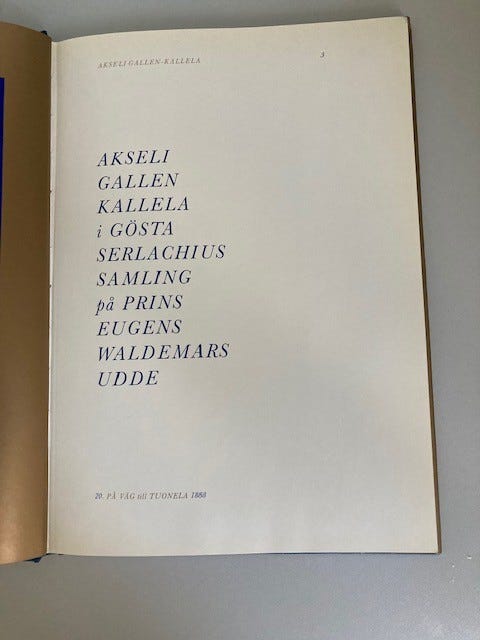 AKSELI GALLEN-KALLELA 3
AKSELI
GALLEN
KALLELA
i GÖSTA
SERLACHIUS
SAMLING
på PRINS
EUGENS
WALDEMARS
UDDE
20. PÅ VÄG till TUONELA 1888